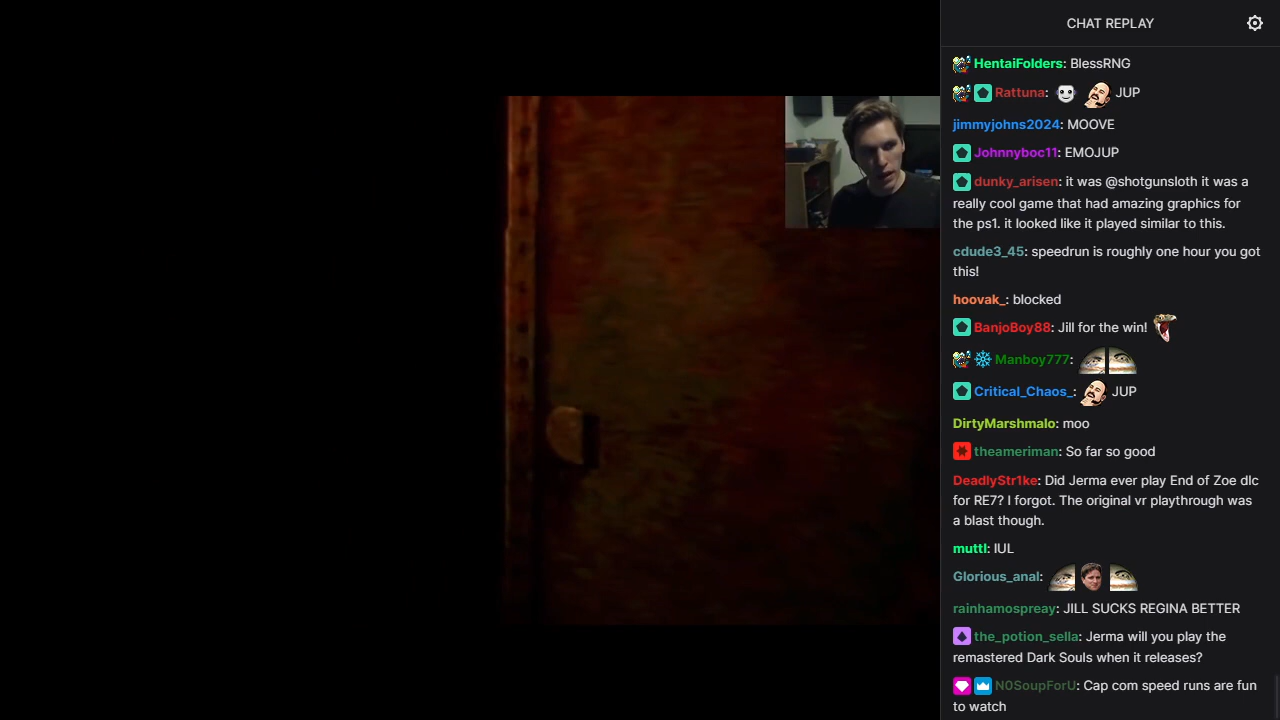 CHAT REPLAY
HentaiFolders: BlessRNG
Rattuna: JUP
jimmyjohns2024: MOOVE
Johnnyboc11: EMOJUP
dunky_arisen: it was @shotgunsloth it was a
really cool game that had amazing graphics for
the ps1. it looked like it played similar to this.
cdude3_45: speedrun is roughly one hour you got
this!
hoovak_: blocked
BanjoBoy88: Jill for the win!
Manboy777:
Critical_Chaos_: JUP
DirtyMarshmalo: moo
theameriman: So far so good
DeadlyStr1ke: Did Jerma ever play End of Zoe dlc
for RE7? I forgot. The original vr playthrough was
a blast though.
muttl: IUL
Glorious_anal:
rainhamospreay: JILL SUCKS REGINA BETTER
the_potion_sella: Jerma will you play the
remastered Dark Souls when it releases?
N0SoupForU: Cap com speed runs are fun
to watch